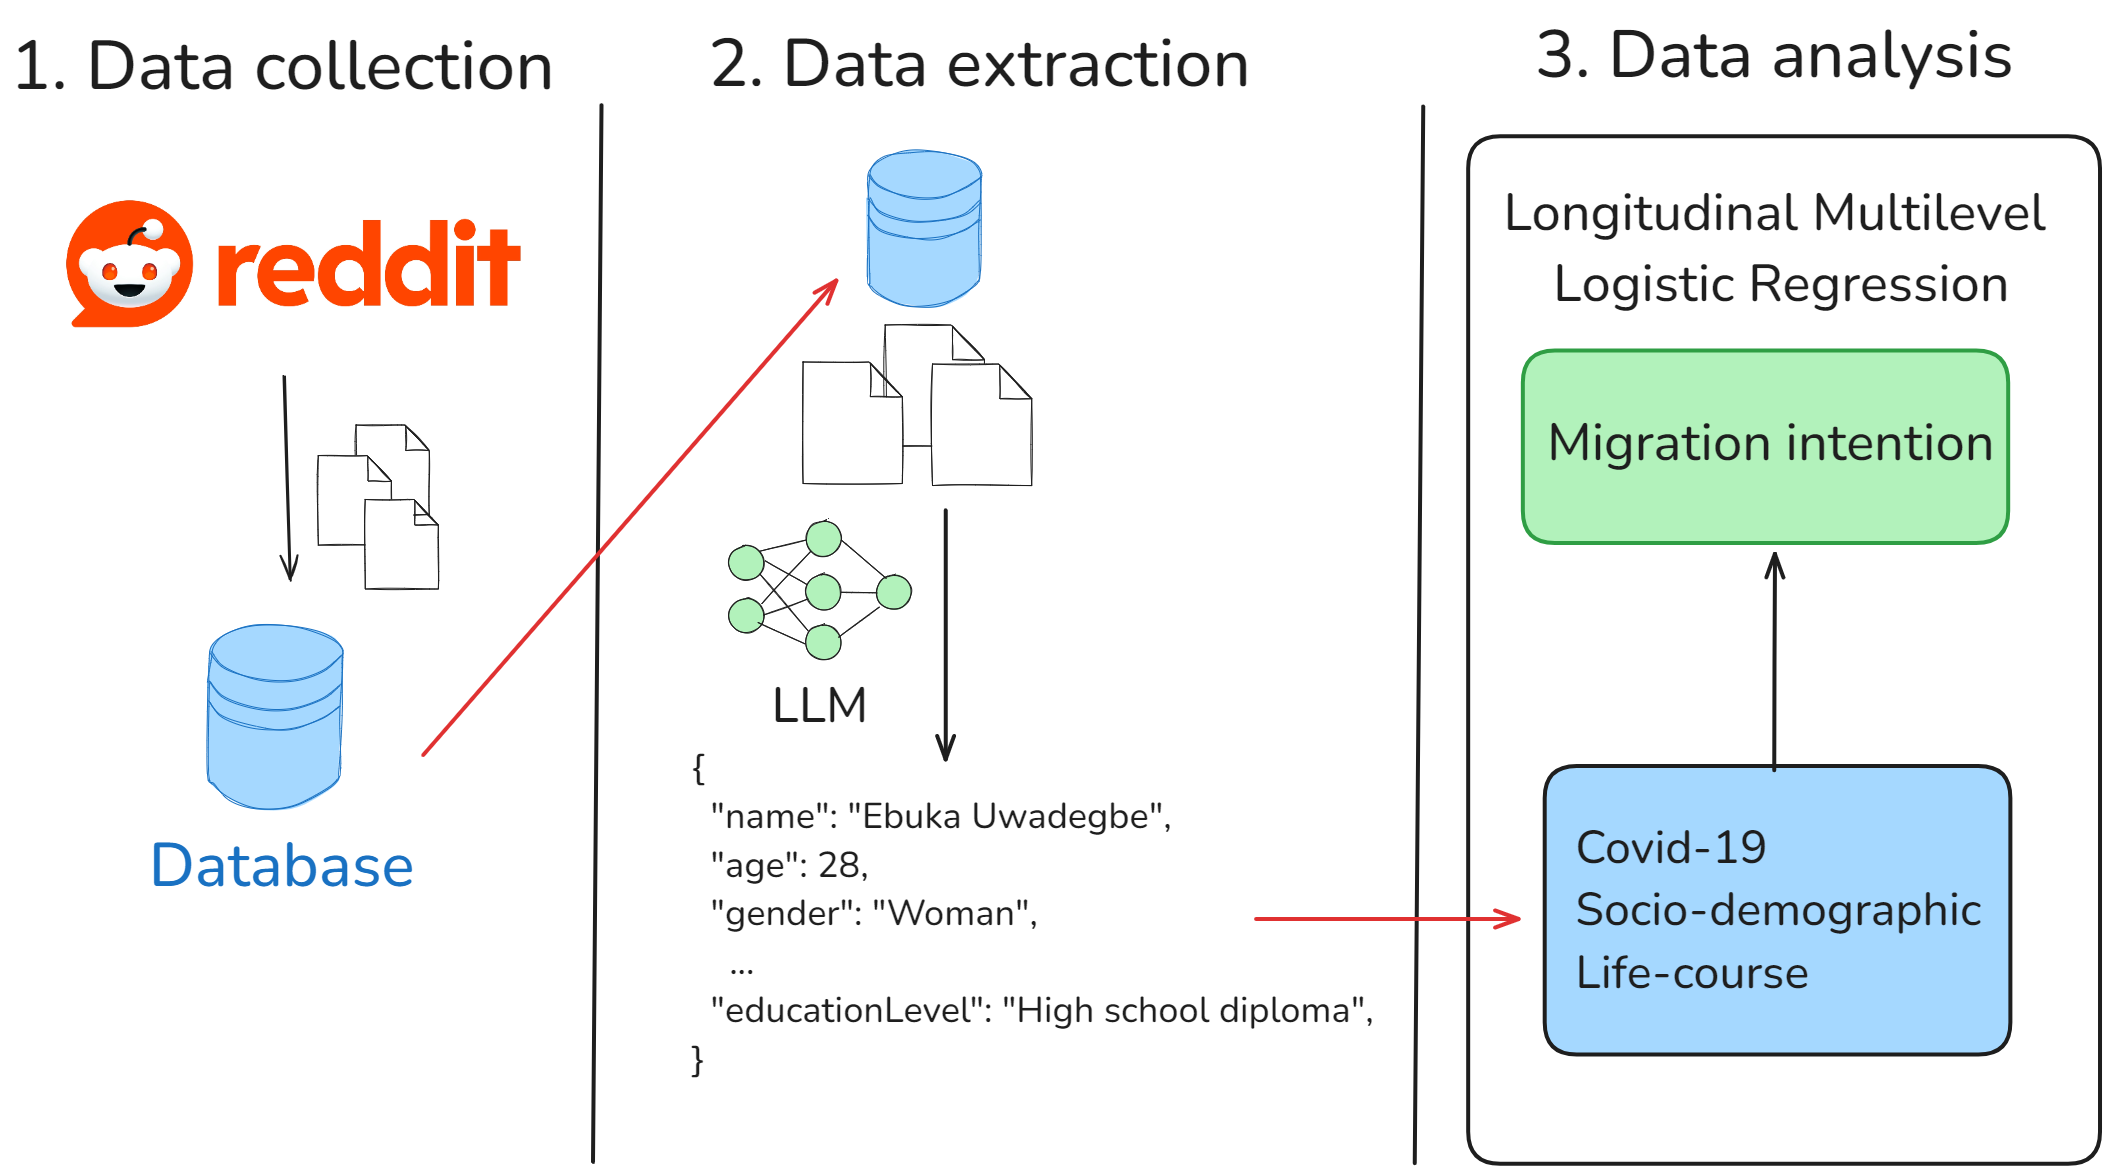 1. Data collection
reddit
Database
2. Data extraction
LLM
{
"name": "Ebuka Uwadegbe",
"age": 28,
"gender": "Woman",
...
"educationLevel": "High school diploma",
}
3. Data analysis
Longitudinal Multilevel
Logistic Regression
Migration intention
Covid-19
Socio-demographic
Life-course